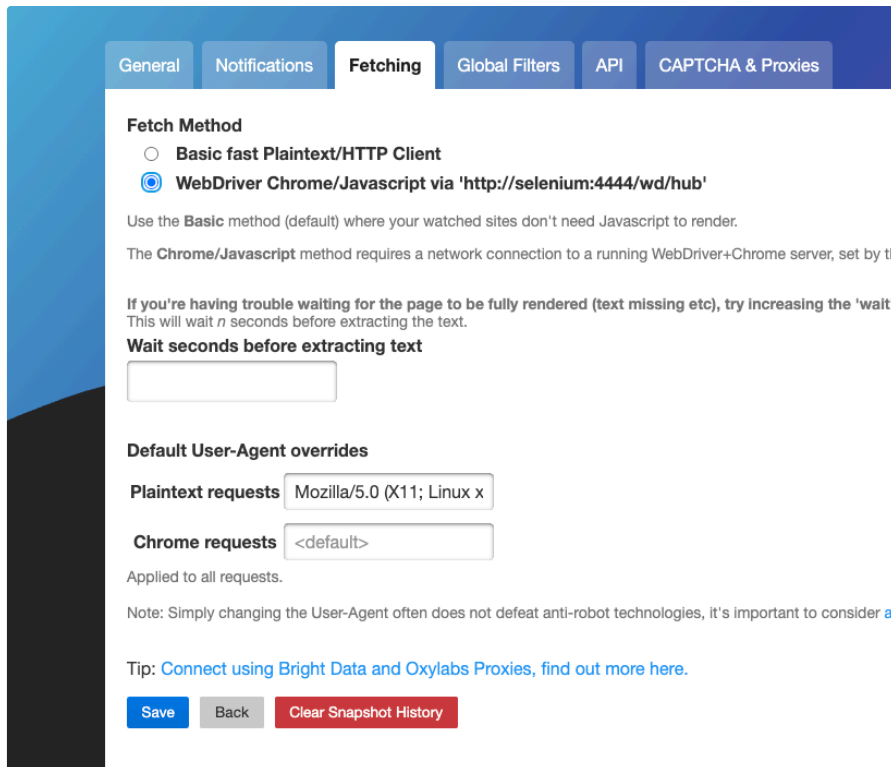 General Notifications Fetching Global Filters API CAPTCHA & Proxies
Fetch Method
Basic fast Plaintext/HTTP Client
WebDriver Chrome/Javascript via 'http://selenium:4444/wd/hub'
Use the Basic method (default) where your watched sites don't need Javascript to render.
The Chrome/Javascript method requires a network connection to a running WebDriver+Chrome server, set by
If you're having trouble waiting for the page to be fully rendered (text missing etc), try increasing the 'wait'
This will wait n seconds before extracting the text.
Wait seconds before extracting text
Default User-Agent overrides
Plaintext requests Mozilla/5.0 (X11; Linux x
Chrome requests <default>
Applied to all requests.
Note: Simply changing the User-Agent often does not defeat anti-robot technologies, it's important to consider a
Tip: Connect using Bright Data and Oxylabs Proxies, find out more here.
Save Back Clear Snapshot History